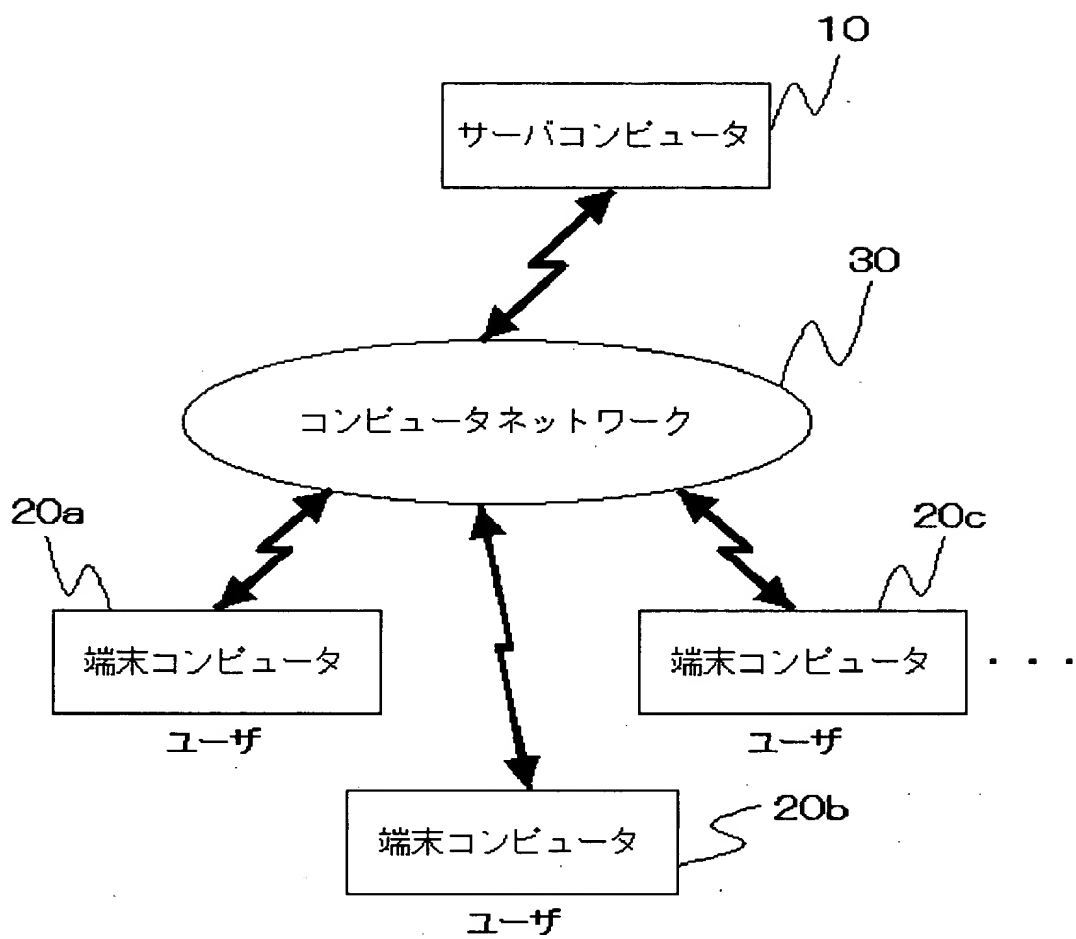 10
サーバコンピュータ
30
コンピュータネットワーク
20a
20c
端末コンピュータ
端末コンピュータ
・・・
ユーザ
ユーザ
20b
端末コンピュータ
ユーザ